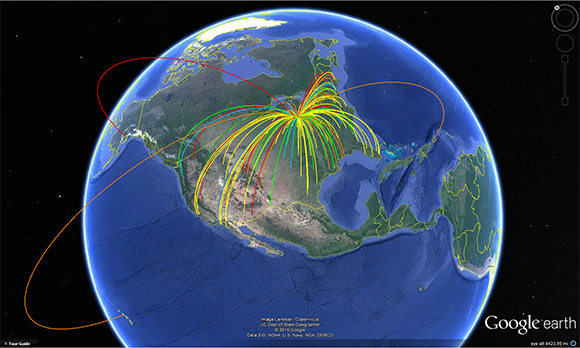 Image Landsat / Copernicus
US Dept of State Geographer
© 2016 Google
Data SIO, NOAA, U.S. Navy, NGA, GEBCO
Google earth
Tour Guide
eye alt 6423.95 mi